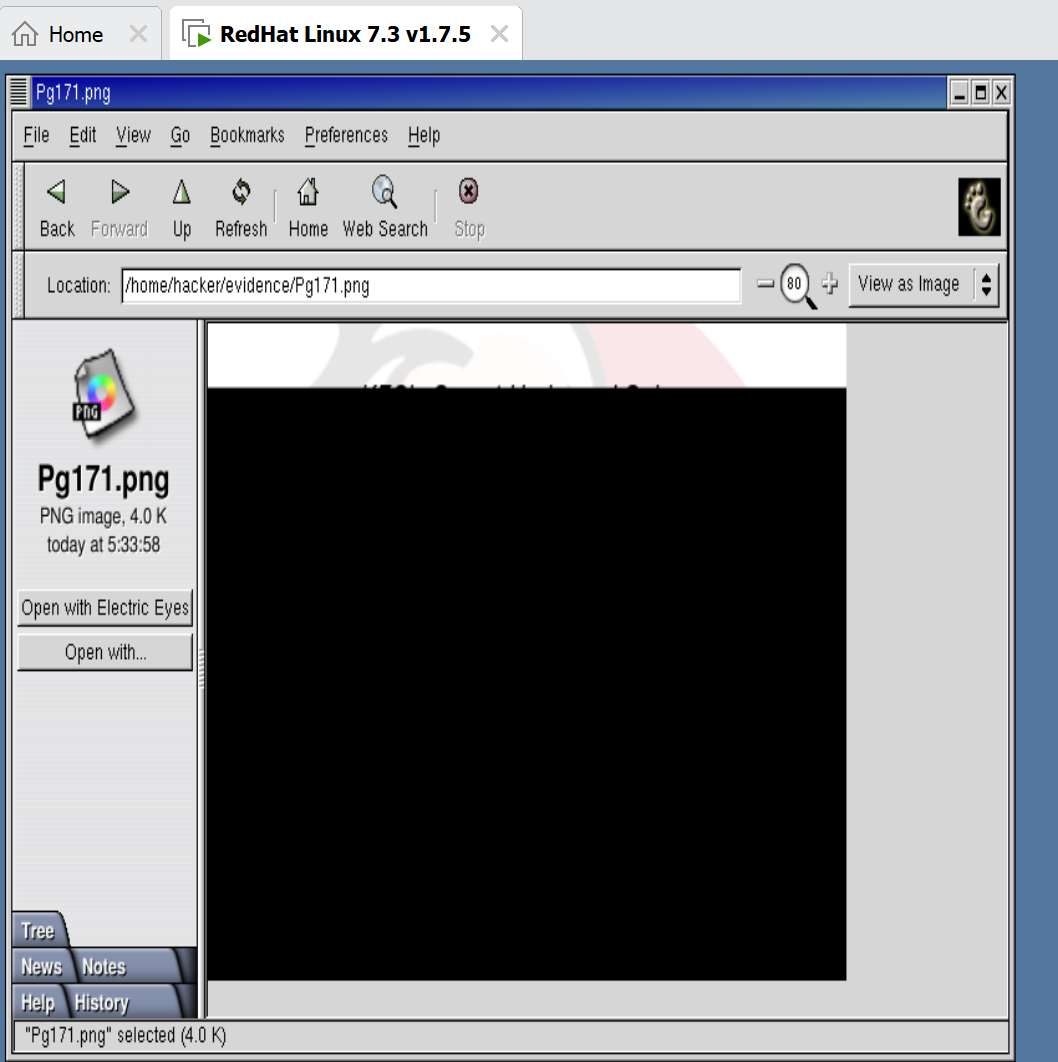 Home
RedHat Linux 7.3 v1.7.5
Pg171.png
File Edit View Go Bookmarks Preferences Help
Back Forward Up Refresh Home Web Search Stop
Location: /home/hacker/evidence/Pg171.png 80 View as Image
PNG
Pg171.png
PNG image, 4.0 K
today at 5:33:58
Open with Electric Eyes
Open with...
Tree
News Notes
Help History
"Pg171.png" selected (4.0 K)